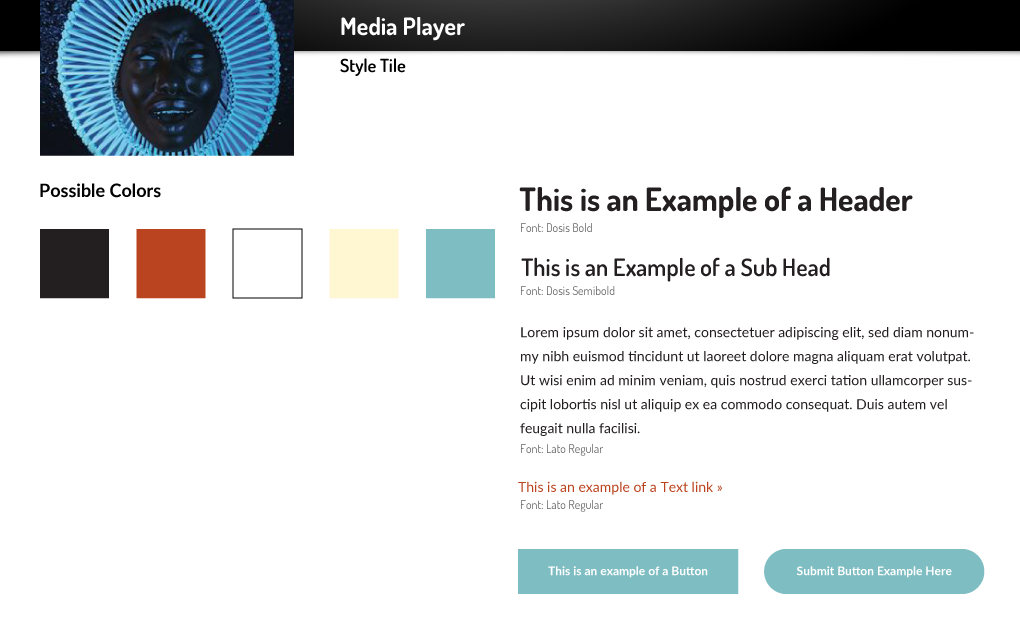 Media Player
Style Tile
Possible Colors
This is an Example of a Header
Font: Dosis Bold
This is an Example of a Sub Head
Font: Dosis Semibold
Lorem ipsum dolor sit amet, consectetuer adipiscing elit, sed diam nonum-
my nibh euismod tincidunt ut laoreet dolore magna aliquam erat volutpat.
Ut wisi enim ad minim veniam, quis nostrud exerci tation ullamcorper sus-
cipit lobortis nisl ut aliquip ex ea commodo consequat. Duis autem vel
feugait nulla facilisi.
Font: Lato Regular
This is an example of a Text link »
Font: Lato Regular
This is an example of a Button
Submit Button Example Here